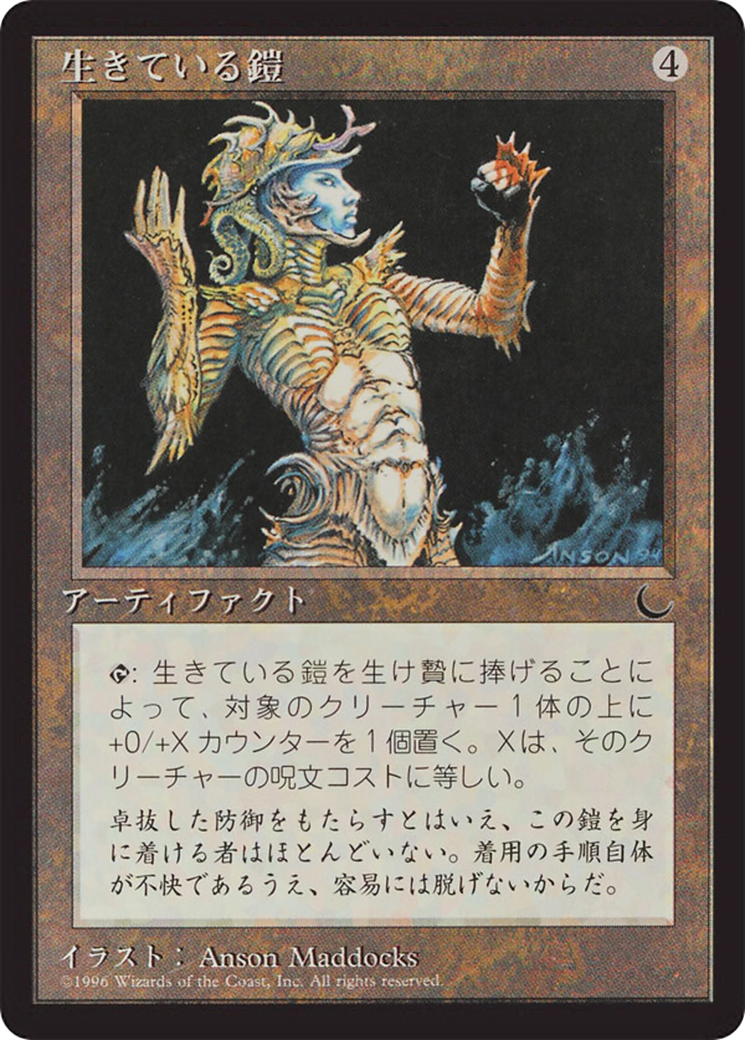 生きている鎧 4
ANSON 94
アーティファクト
: 生きている鎧を生け贄に捧げることに
よって、対象のクリーチャー1体の上に
+0/+X カウンターを1個置く。Xは、そのク
リーチャーの呪文コストに等しい。
卓抜した防御をもたらすとはいえ、この鎧を身
に着ける者はほとんどいない。着用の手順自体
が不快であるうえ、容易には脱げないからだ。
イラスト： Anson Maddocks
©1996 Wizards of the Coast, Inc. All rights reserved.